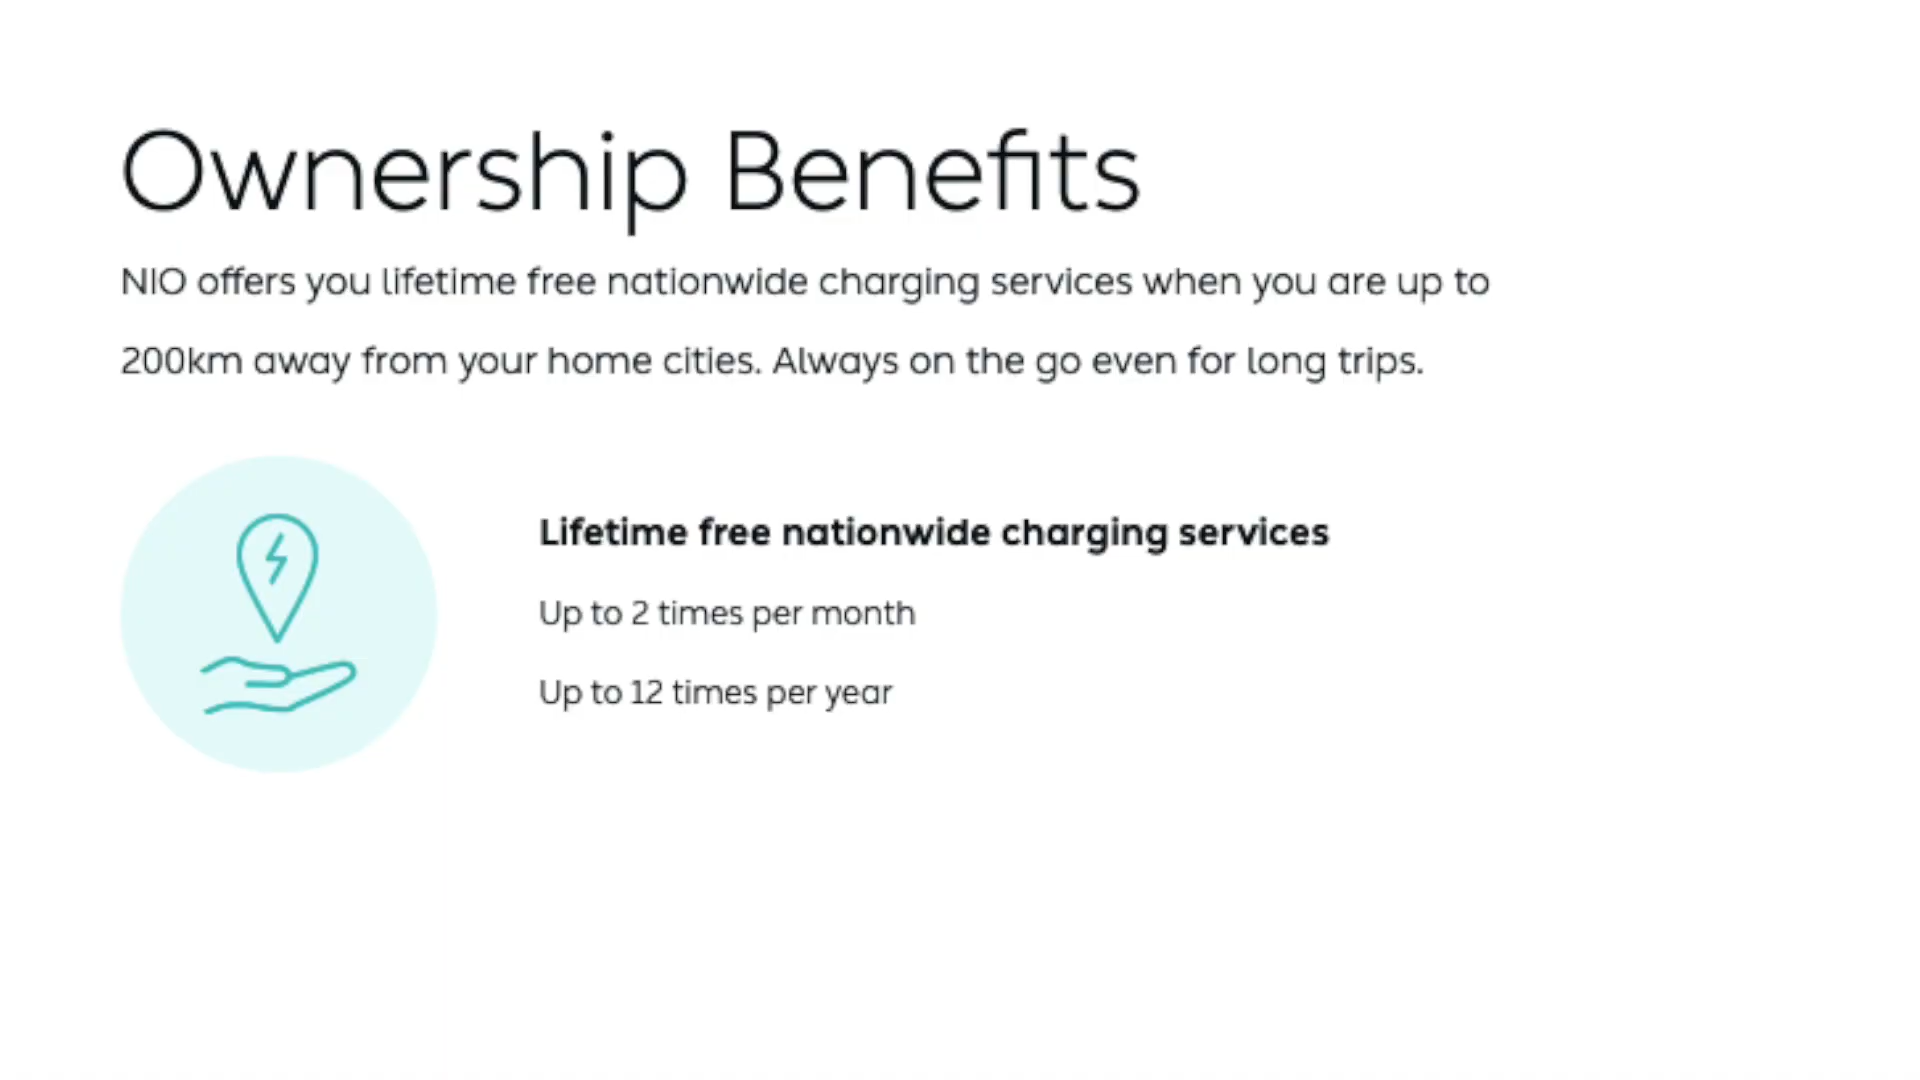 Ownership Benefits
NIO offers you lifetime free nationwide charging services when you are up to
200km away from your home cities. Always on the go even for long trips.
Lifetime free nationwide charging services
Up to 2 times per month
Up to 12 times per year